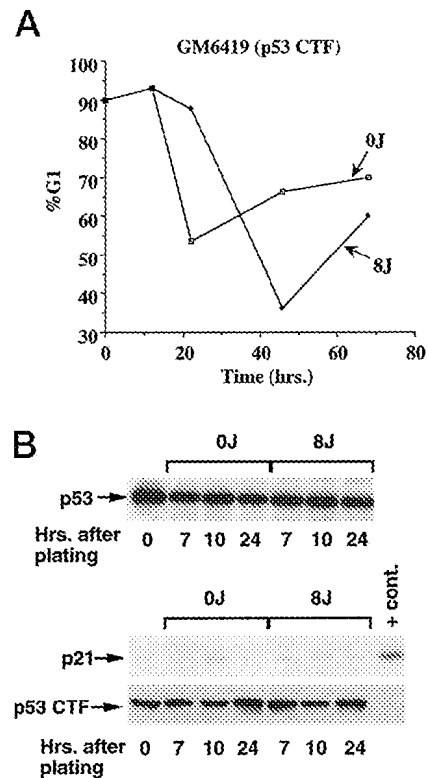 A
GM6419 (p53 CTF)
100
90
80
70
60
50
40
30
%G1
0J
8J
0 20 40 60 80
Time (hrs.)
B
0J 8J
p53
Hrs. after plating 0 7 10 24 7 10 24
0J 8J + cont.
p21
p53 CTF
Hrs. after plating 0 7 10 24 7 10 24